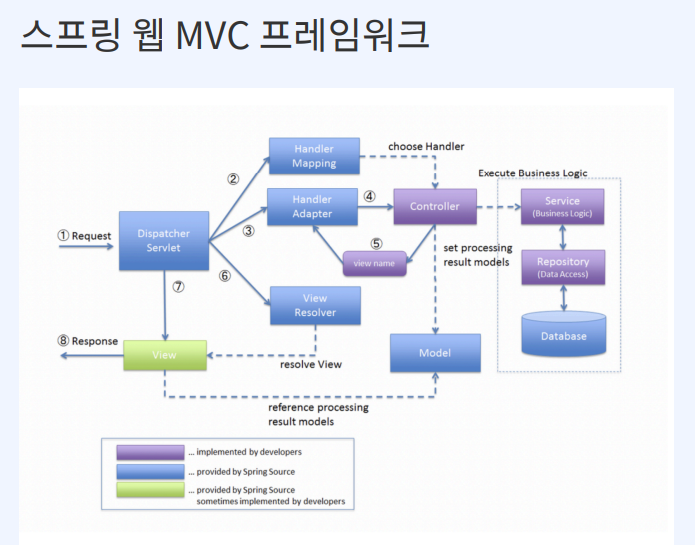 스프링 웹 MVC 프레임워크
Handler
Mapping
choose Handler
②
Execute Business Logic
Handler
Adapter
④
Controller
Service
(Business Logic)
① Request
Dispatcher
Servlet
③
⑤
view name
set processing
result models
Repository
(Data Access)
⑥
⑦
View
Resolver
Database
⑧ Response
View
Model
resolve View
reference processing
result models
... implemented by developers
... provided by Spring Source
... provided by Spring Source
sometimes implemented by developers